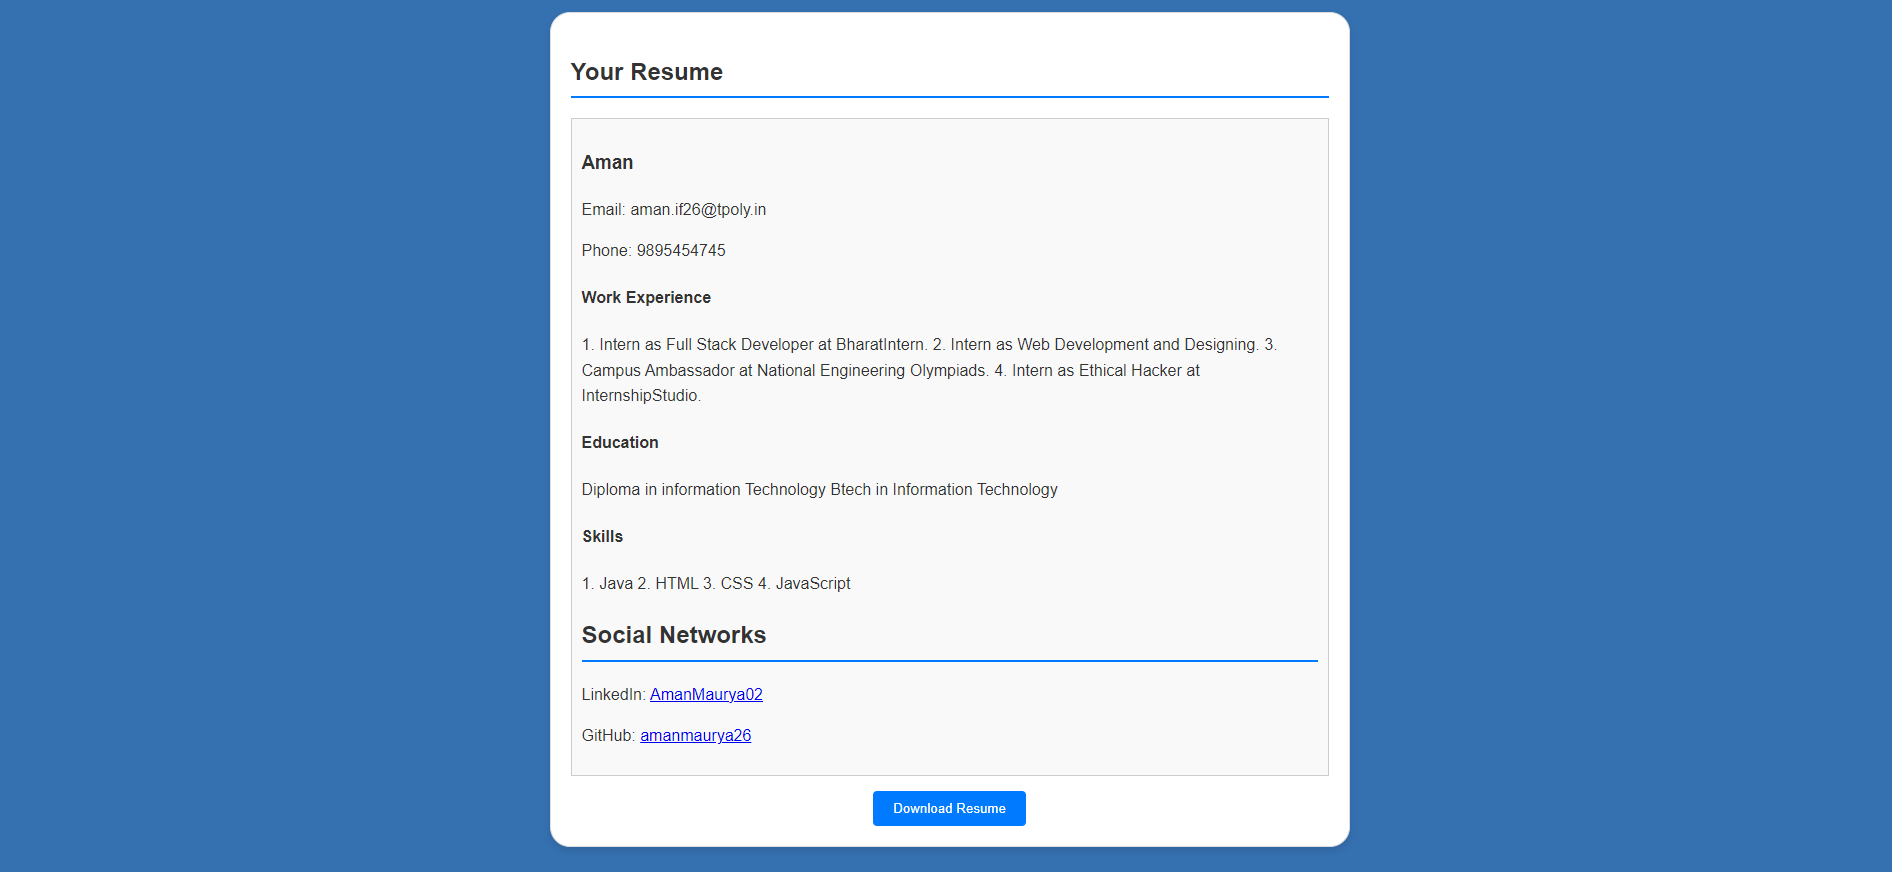 Your Resume
Aman
Email: aman.if26@tpoly.in
Phone: 9895454745
Work Experience
1. Intern as Full Stack Developer at BharatIntern. 2. Intern as Web Development and Designing. 3.
Campus Ambassador at National Engineering Olympiads. 4. Intern as Ethical Hacker at
InternshipStudio.
Education
Diploma in information Technology Btech in Information Technology
Skills
1. Java 2. HTML 3. CSS 4. JavaScript
Social Networks
LinkedIn: AmanMaurya02
GitHub: amanmaurya26
Download Resume